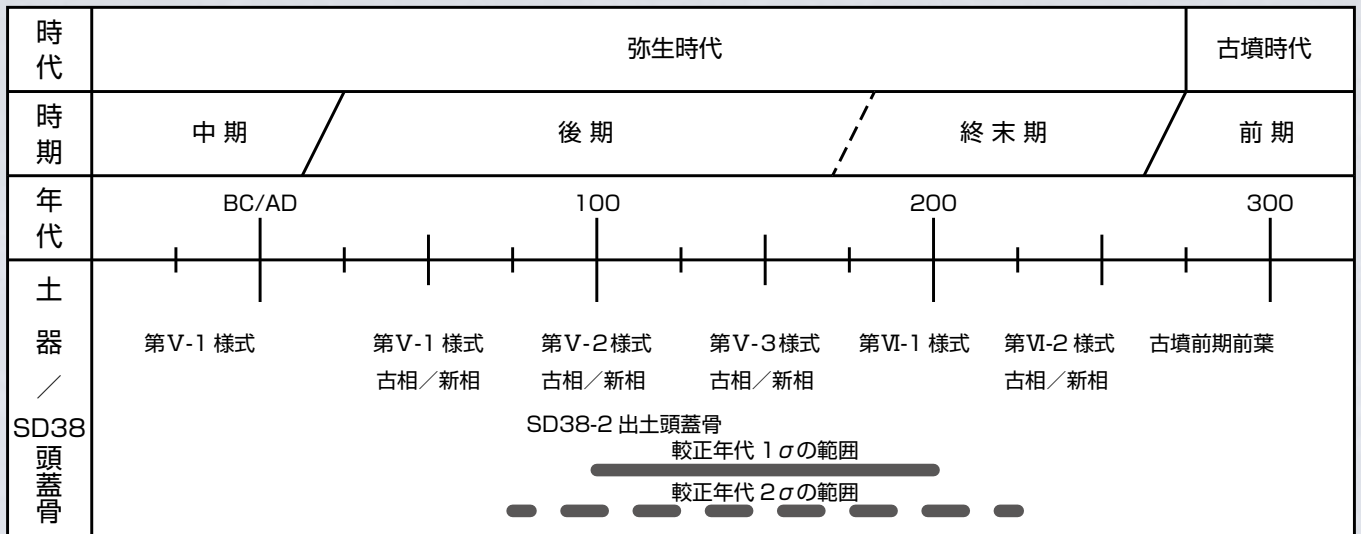 時代
弥生時代
古墳時代
時期
中期
後期
終末期
前期
年代
BC/AD
100
200
300
土器／SD38頭蓋骨
第Ⅴ-1 様式
第Ⅴ-1 様式
古相／新相
第Ⅴ-2様式
古相／新相
第Ⅴ-3様式
古相／新相
第Ⅵ-1 様式
第Ⅵ-2 様式
古相／新相
古墳前期前葉
SD38-2 出土頭蓋骨
較正年代 1σの範囲
較正年代 2σの範囲